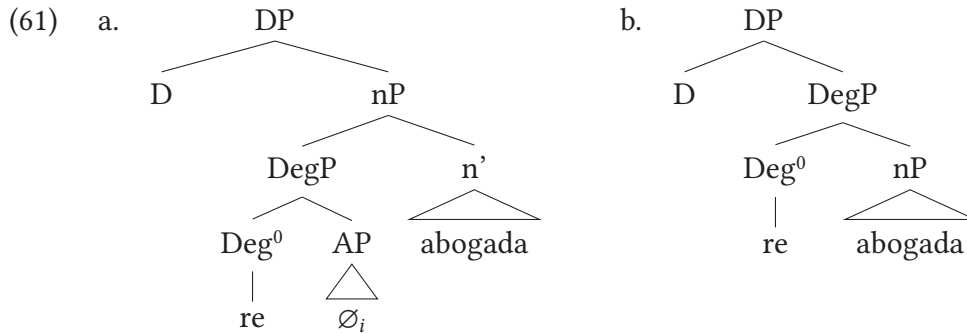 (61) a. DP b. DP
D nP D DegP
DegP n’ Deg⁰ nP
Deg⁰ AP abogada re abogada
re ∅i